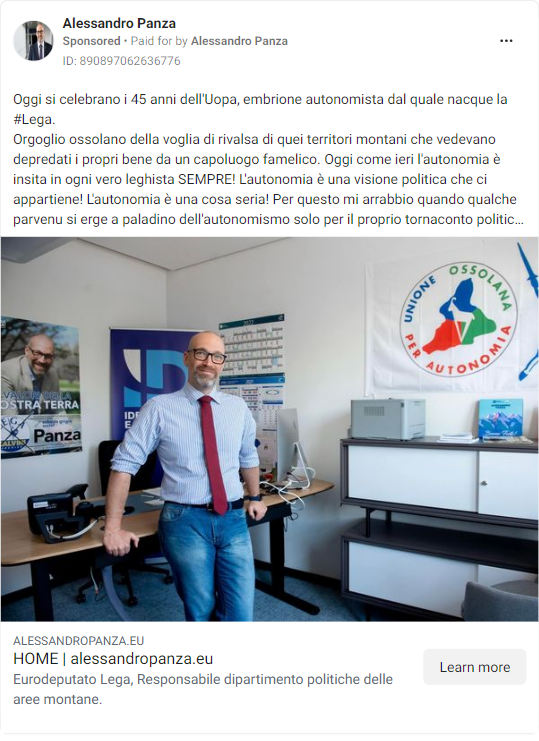 Alessandro Panza
Sponsored • Paid for by Alessandro Panza
ID: 890897062636776
Oggi si celebrano i 45 anni dell'Uopa, embrione autonomista dal quale nacque la
#Lega.
Orgoglio ossolano della voglia di rivalsa di quei territori montani che vedevano
depredati i propri bene da un capoluogo famelico. Oggi come ieri l'autonomia è
insita in ogni vero leghista SEMPRE! L'autonomia è una visione politica che ci
appartiene! L'autonomia è una cosa seria! Per questo mi arrabbio quando qualche
parvenu si erge a paladino dell'autonomismo solo per il proprio tornaconto politic...
OSTRA TERRA
Panza
ID
IDE
UNIONE OSSOLANA
PER AUTONOMIA
ALESSANDROPANZA.EU
HOME | alessandropanza.eu
Eurodeputato Lega, Responsabile dipartimento politiche delle
aree montane.
Learn more